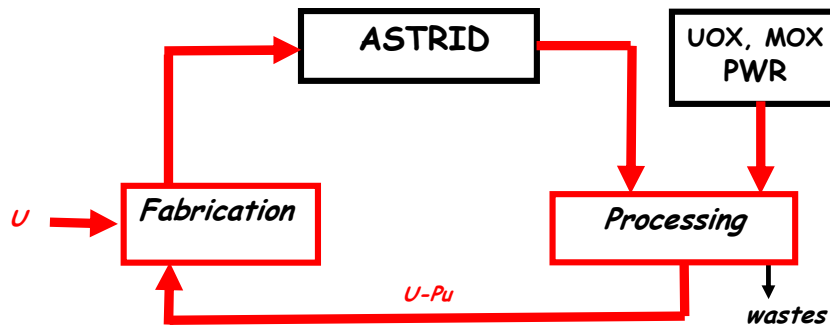 ASTRID
UOX, MOX
PWR
U
Fabrication
Processing
U-Pu
wastes